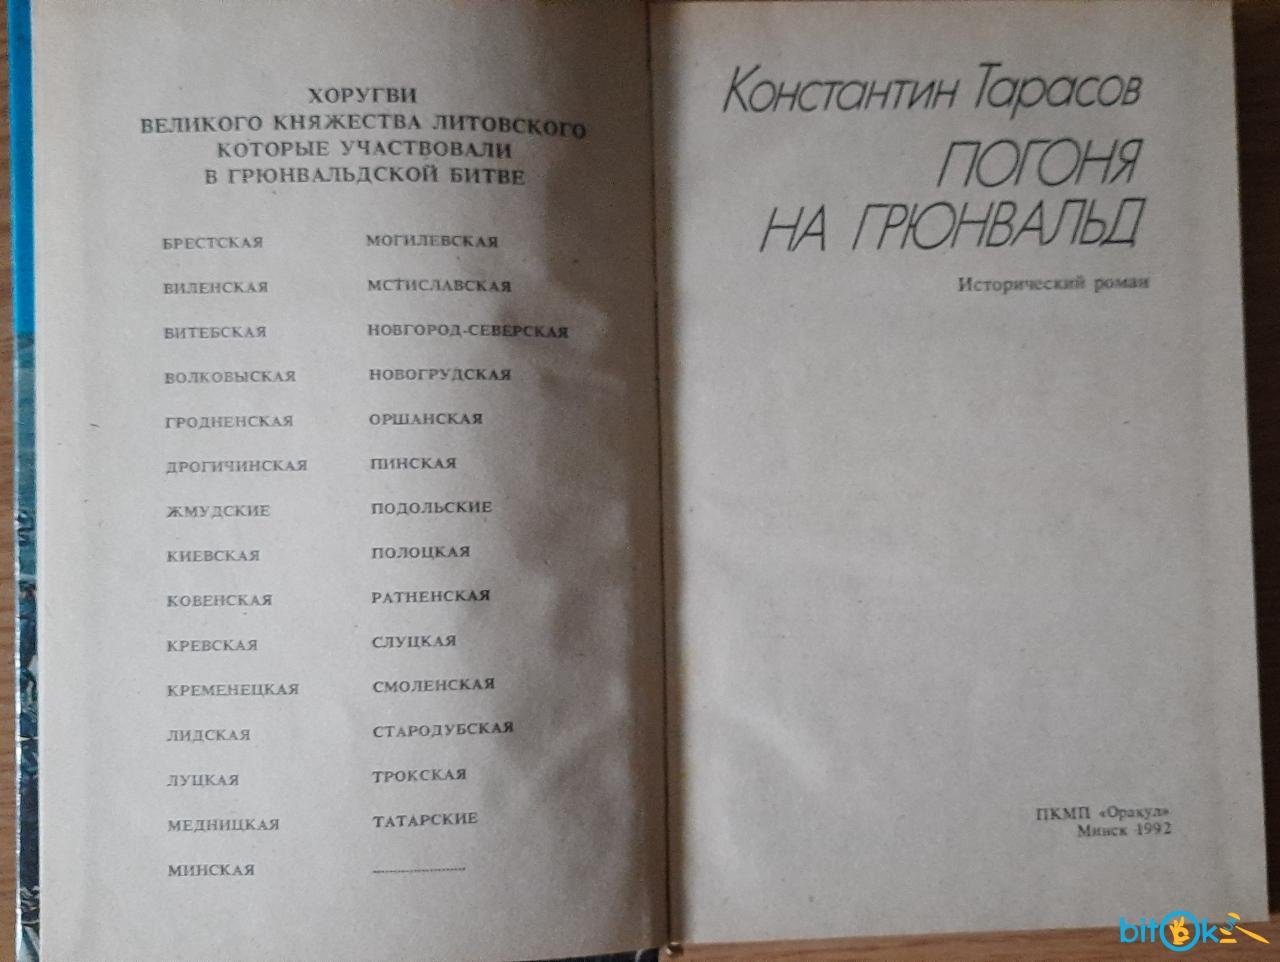 ХОРУГВИ
ВЕЛИКОГО КНЯЖЕСТВА ЛИТОВСКОГО
КОТОРЫЕ УЧАСТВОВАЛИ
В ГРЮНВАЛЬДСКОЙ БИТВЕ
БРЕСТСКАЯ
ВИЛЕНСКАЯ
ВИТЕБСКАЯ
ВОЛКОВЫСКАЯ
ГРОДНЕНСКАЯ
ДРОГИЧИНСКАЯ
ЖМУДСКИЕ
КИЕВСКАЯ
КОВЕНСКАЯ
КРЕВСКАЯ
КРЕМЕНЕЦКАЯ
ЛИДСКАЯ
ЛУЦКАЯ
МЕДНИЦКАЯ
МИНСКАЯ
МОГИЛЕВСКАЯ
МСТИСЛАВСКАЯ
НОВГОРОД-СЕВЕРСКАЯ
НОВОГРУДСКАЯ
ОРШАНСКАЯ
ПИНСКАЯ
ПОДОЛЬСКИЕ
ПОЛОЦКАЯ
РАТНЕНСКАЯ
СЛУЦКАЯ
СМОЛЕНСКАЯ
СТАРОДУБСКАЯ
ТРОКСКАЯ
ТАТАРСКИЕ
Константин Тарасов
ПОГОНЯ
НА ГРЮНВАЛЬД
Исторический роман
ПКМП «Оракул»
Минск 1992
bitOk